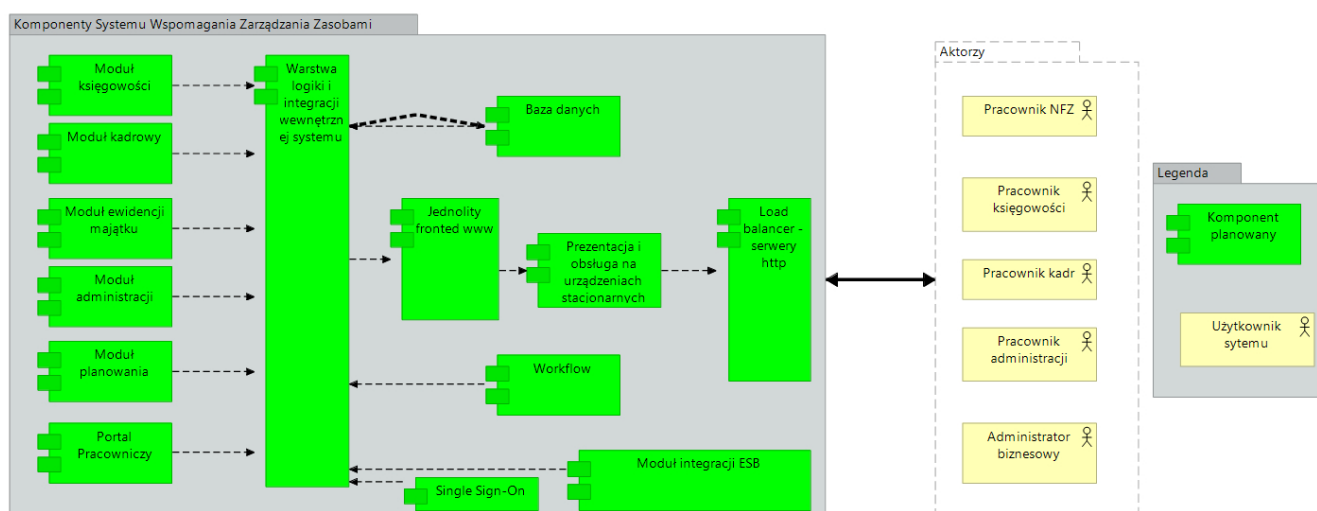 Komponenty Systemu Wspomagania Zarządzania Zasobami
Moduł
księgowości
Moduł kadrowy
Moduł ewidencji
majątku
Moduł
administracji
Moduł
planowania
Portal
Pracowniczy
Warstwa
logiki i
integracji
wewnętrzn
ej systemu
Baza danych
Jednolity
fronted www
Prezentacja i
obsługa na
urządzeniach
stacjonarnych
Load
balancer -
serwery
http
Workflow
Moduł integracji ESB
Single Sign-On
Aktorzy
Pracownik NFZ
Pracownik
księgowości
Pracownik kadr
Pracownik
administracji
Administrator
biznesowy
Legenda
Komponent
planowany
Użytkownik
sytemu